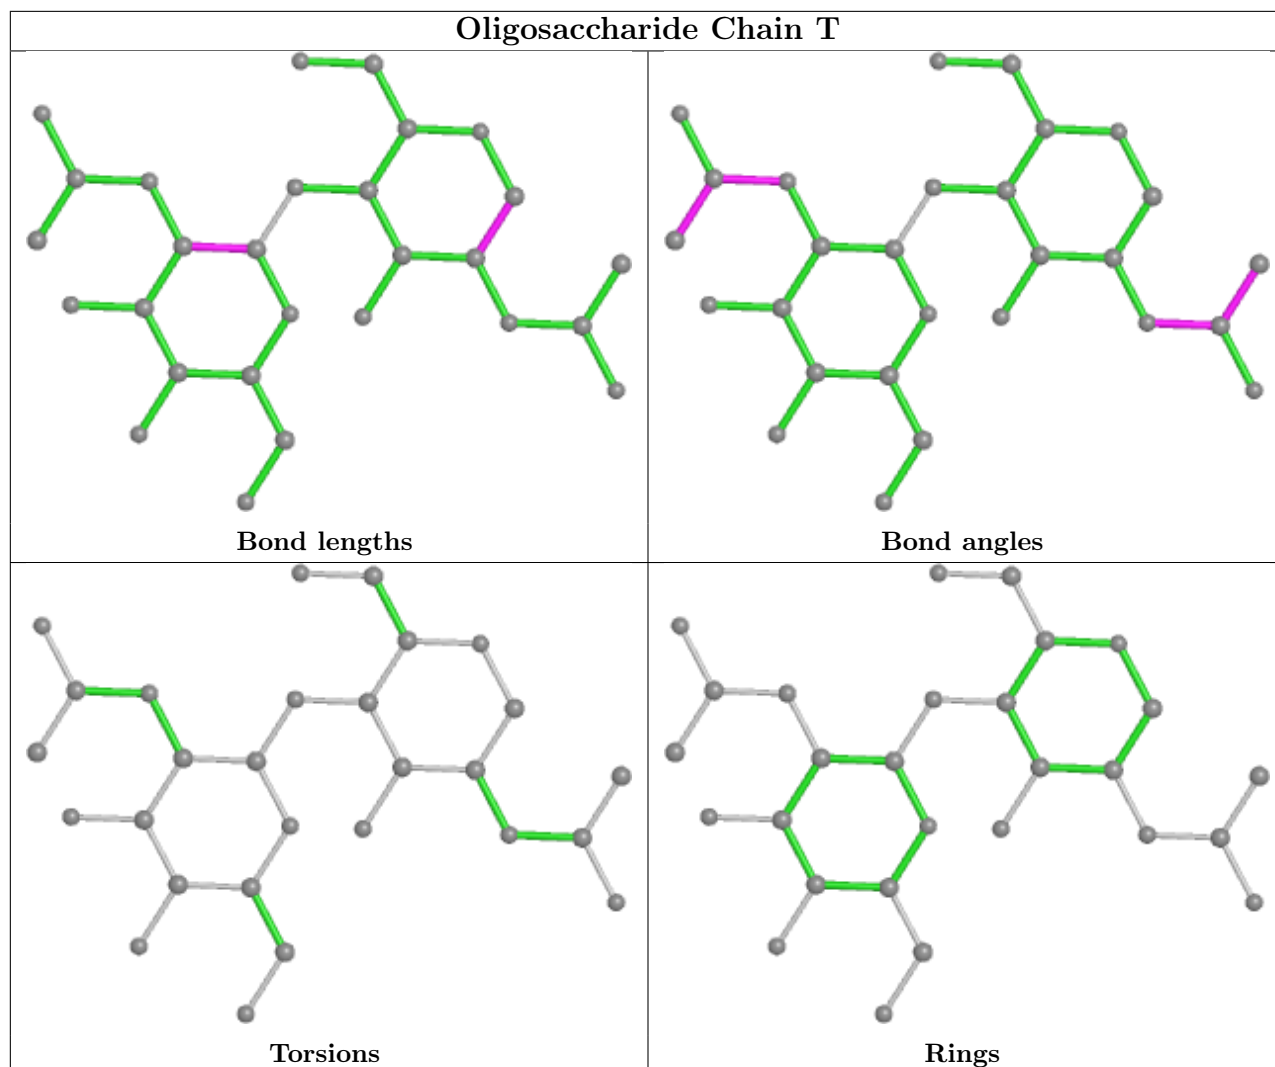 Oligosaccharide Chain T
Bond lengths
Bond angles
Torsions
Rings